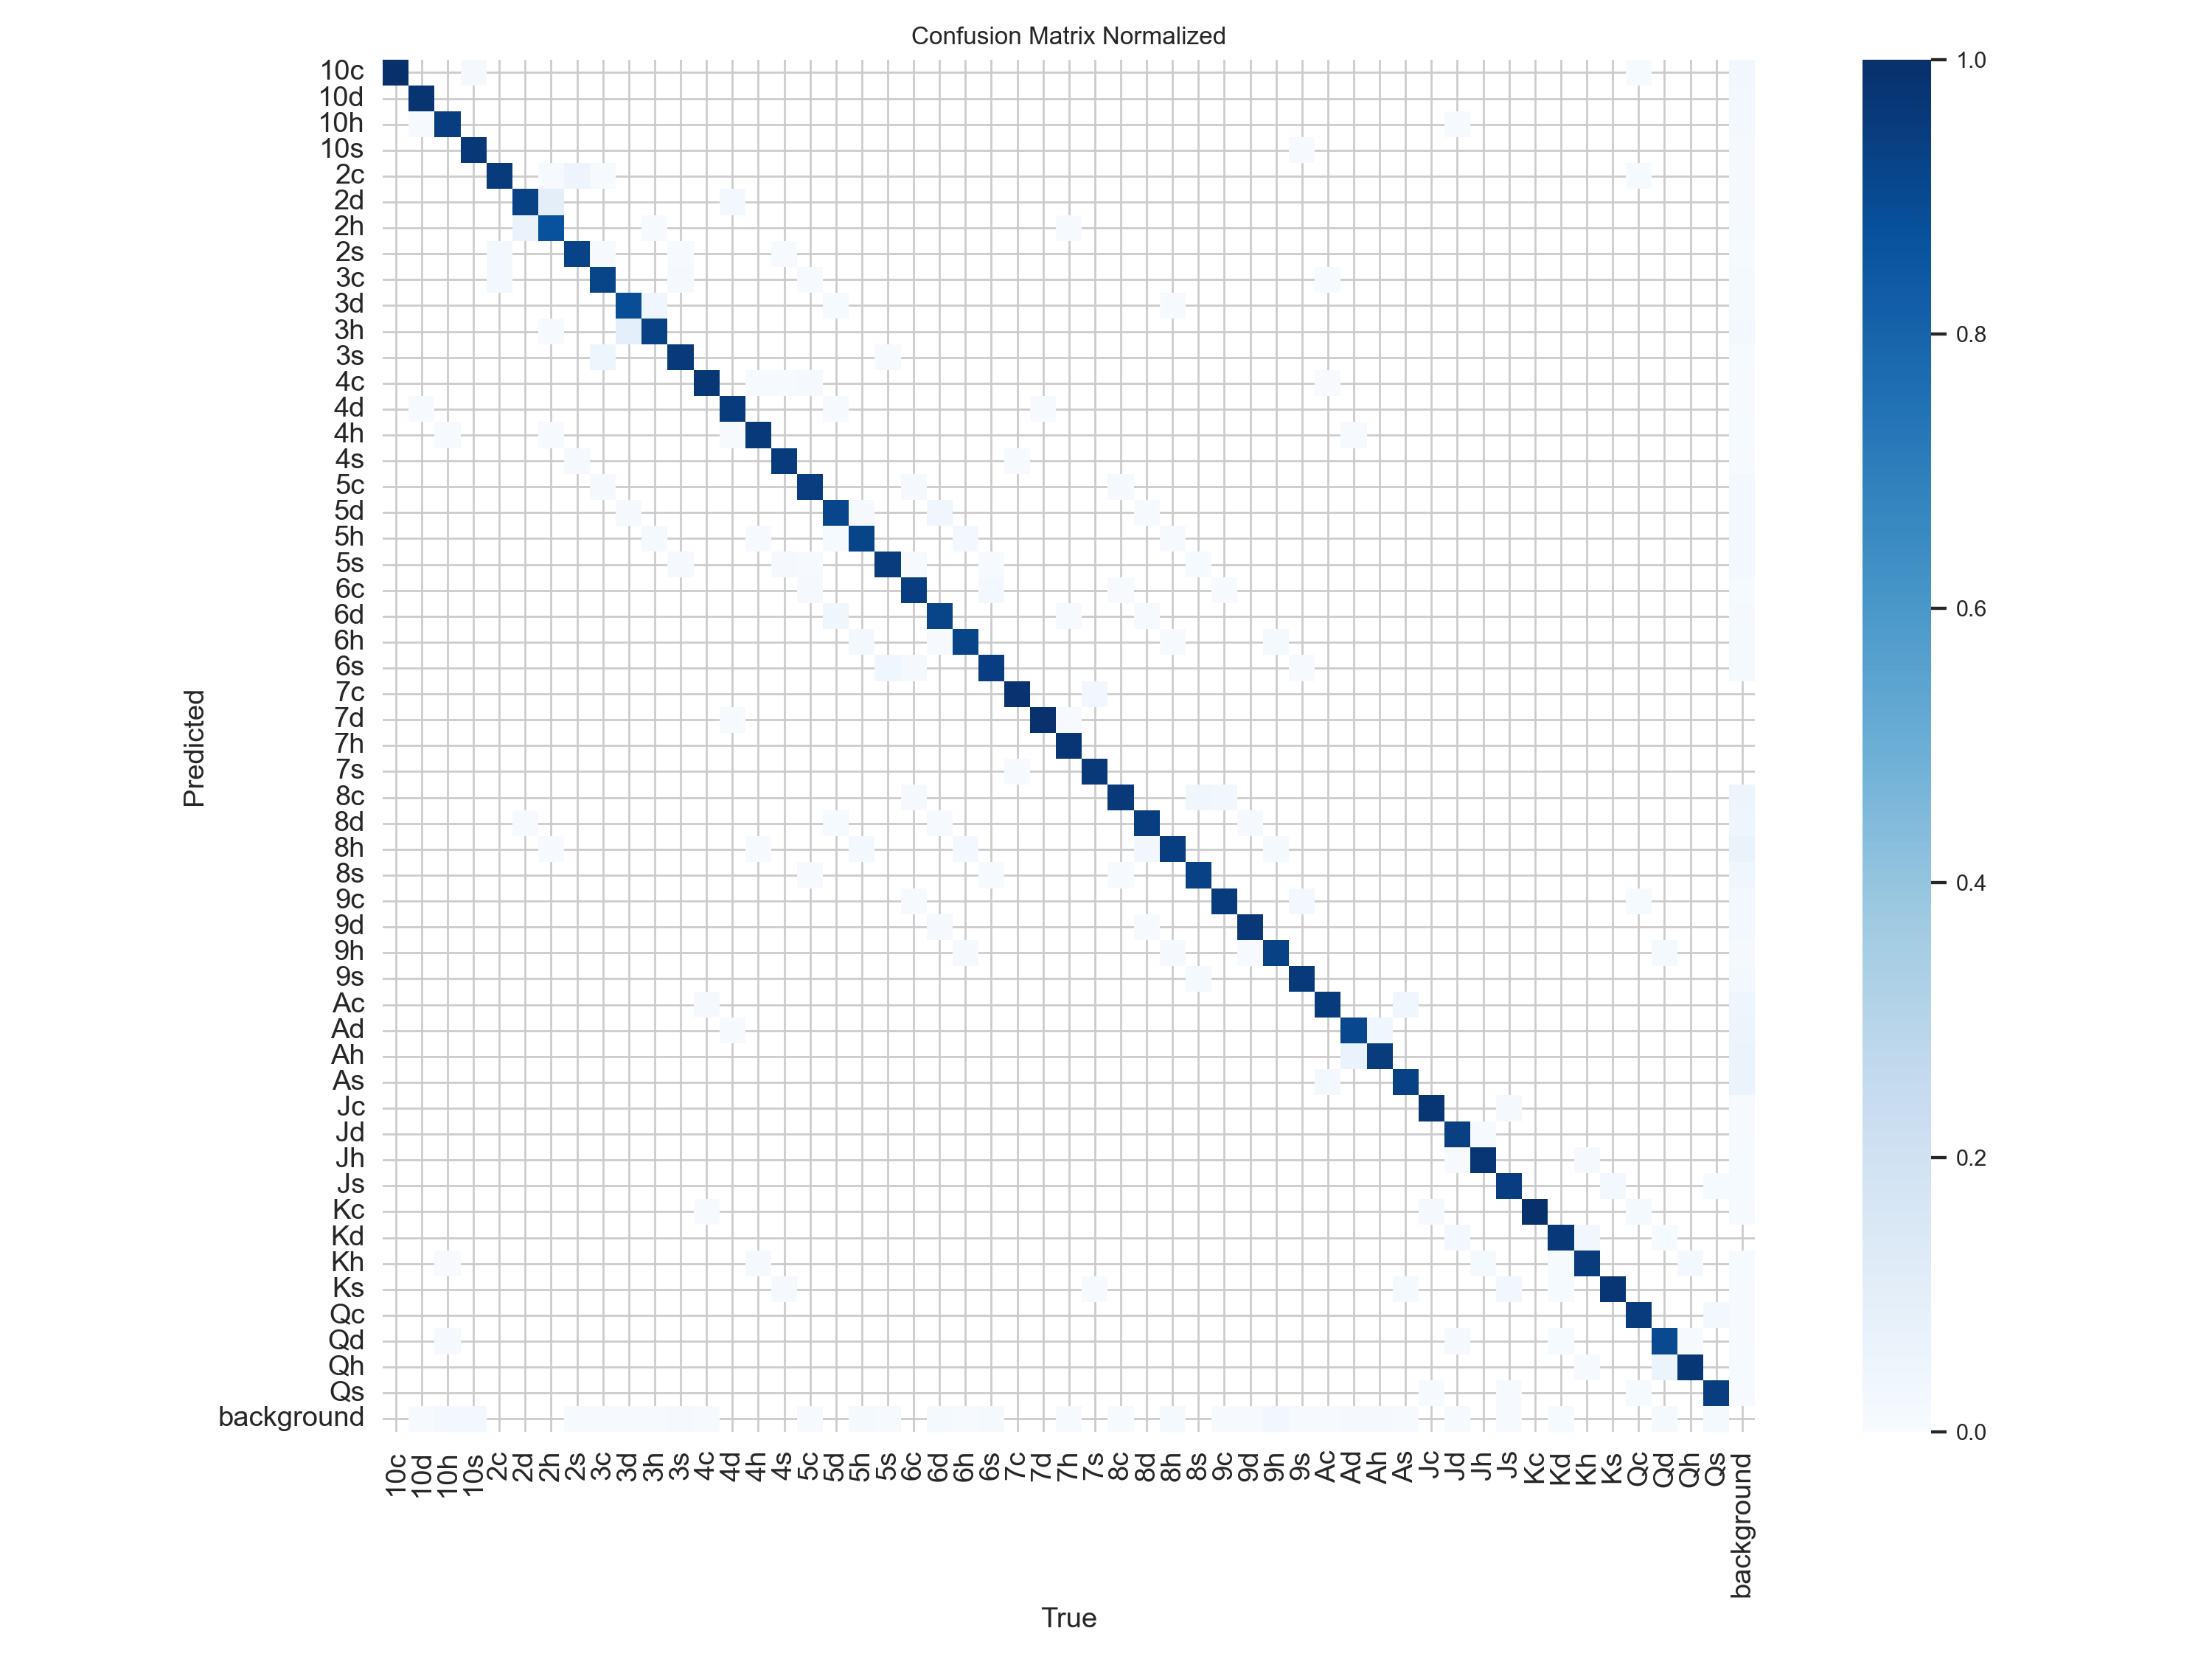 Confusion Matrix Normalized
10c
10d
10h
10s
2c
2d
2h
2s
3c
3d
3h
3s
4c
4d
4h
4s
5c
5d
5h
5s
6c
6d
6h
6s
7c
7d
7h
7s
8c
8d
8h
8s
9c
9d
9h
9s
Ac
Ad
Ah
As
Jc
Jd
Jh
Js
Kc
Kd
Kh
Ks
Qc
Qd
Qh
Qs
background
Predicted
10c 10d 10h 10s 2c 2d 2h 2s 3c 3d 3h 3s 4c 4d 4h 4s 5c 5d 5h 5s 6c 6d 6h 6s 7c 7d 7h 7s 8c 8d 8h 8s 9c 9d 9h 9s Ac Ad Ah As Jc Jd Jh Js Kc Kd Kh Ks Qc Qd Qh Qs background
True
1.0
0.8
0.6
0.4
0.2
0.0